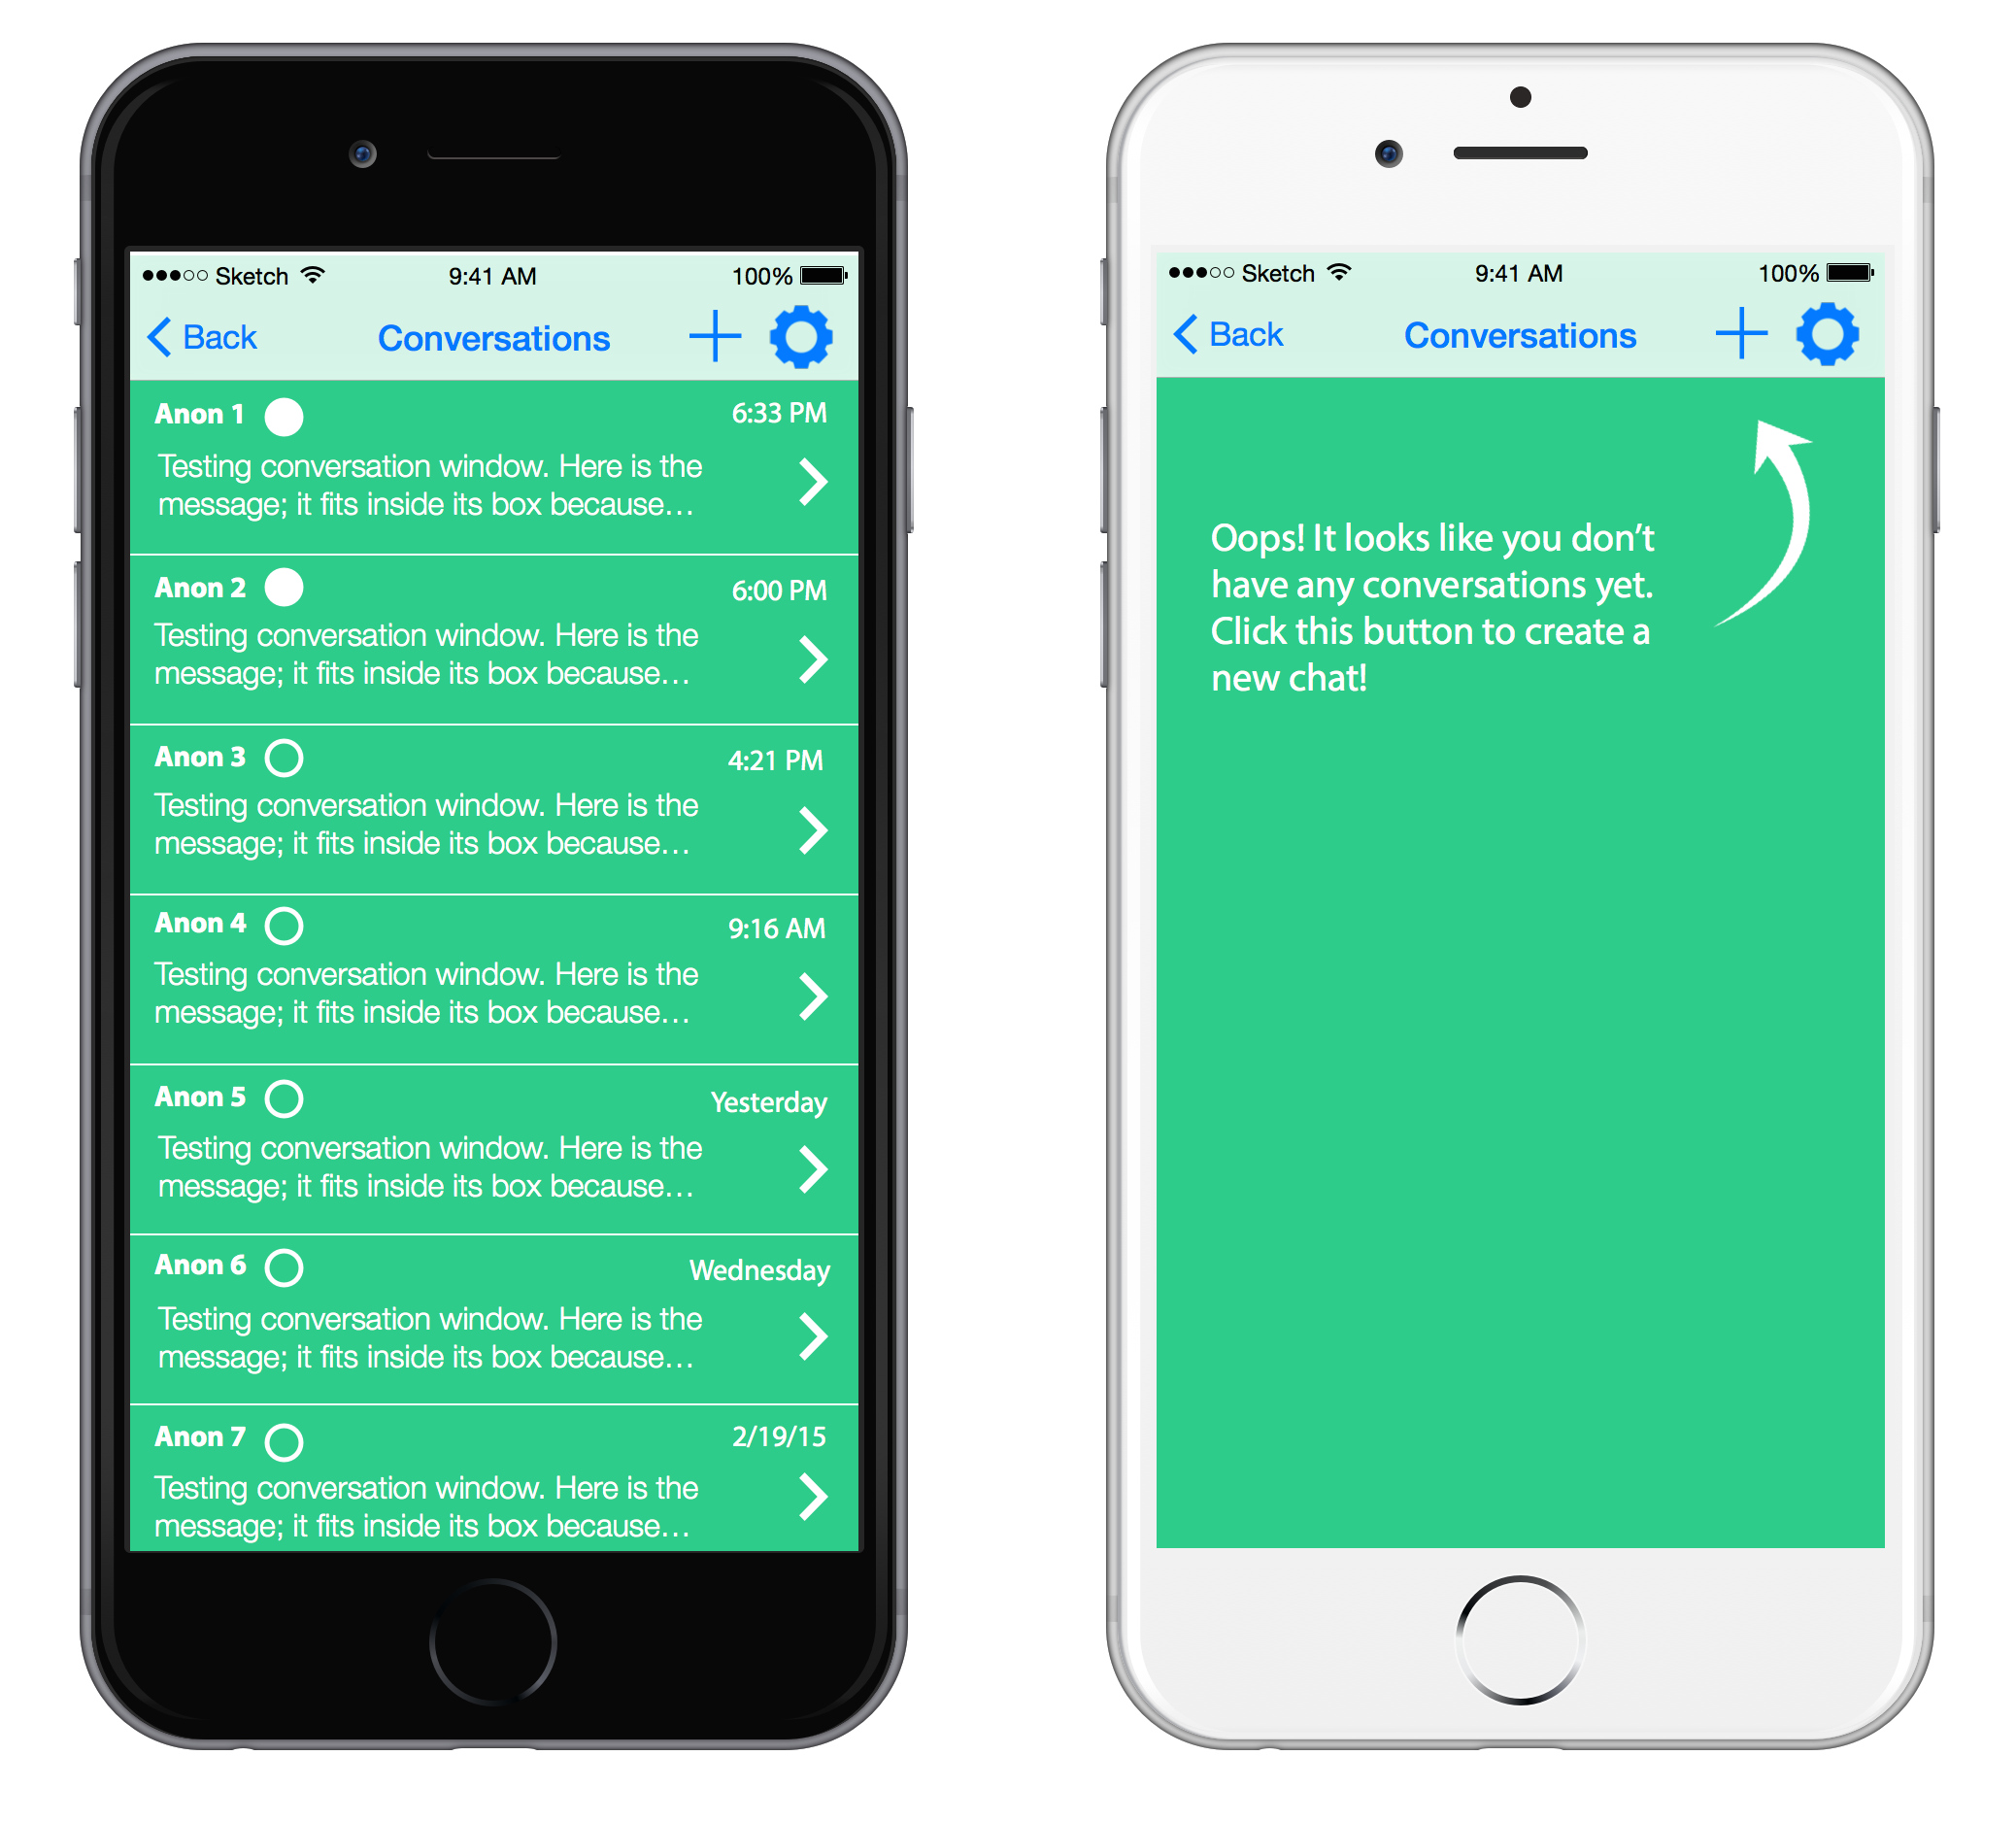 Sketch 9:41 AM 100%
Back Conversations
Anon 1 6:33 PM
Testing conversation window. Here is the
message; it fits inside its box because...
Anon 2 6:00 PM
Testing conversation window. Here is the
message; it fits inside its box because...
Anon 3 4:21 PM
Testing conversation window. Here is the
message; it fits inside its box because...
Anon 4 9:16 AM
Testing conversation window. Here is the
message; it fits inside its box because...
Anon 5 Yesterday
Testing conversation window. Here is the
message; it fits inside its box because...
Anon 6 Wednesday
Testing conversation window. Here is the
message; it fits inside its box because...
Anon 7 2/19/15
Testing conversation window. Here is the
message; it fits inside its box because...
Sketch 9:41 AM 100%
Back Conversations
Oops! It looks like you don’t
have any conversations yet.
Click this button to create a
new chat!